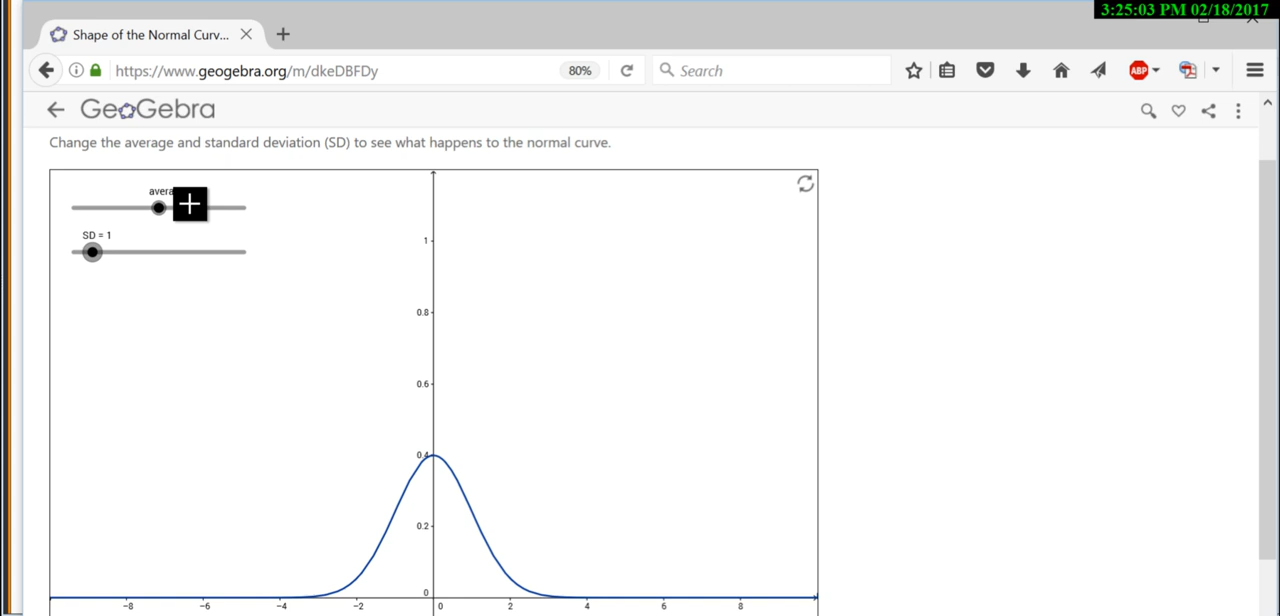 3:25:03 PM 02/18/2017
Shape of the Normal Curv...
https://www.geogebra.org/m/dkeDBFDy 80% Search ABP
GeoGebra
Change the average and standard deviation (SD) to see what happens to the normal curve.
SD = 1
1
0.8
0.6
0.4
0.2
0
−8 −6 −4 −2 0 2 4 6 8